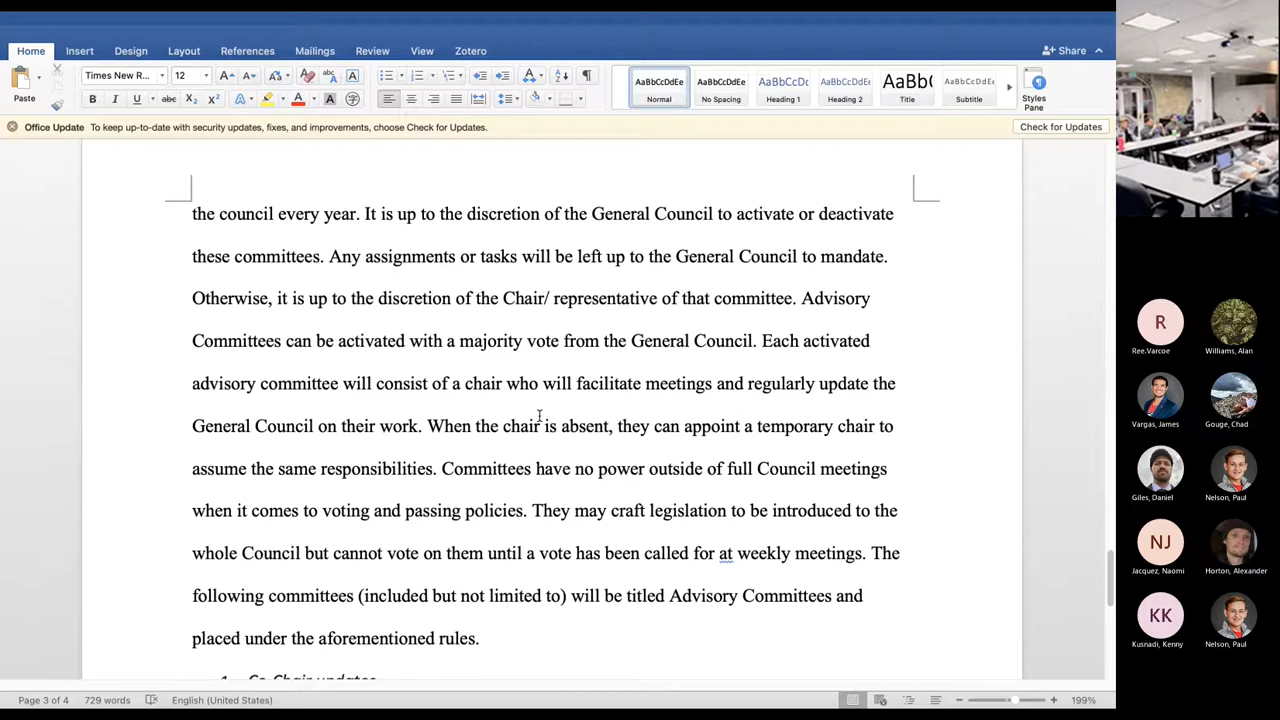 Home Insert Design Layout References Mailings Review View Zotero Share
Times New R... 12 AaBbCcDdEe AaBbCcDdEe AaBbCcDc AaBbCcDdEe AaBb( AaBbCcDdEe
Paste Normal No Spacing Heading 1 Heading 2 Title Subtitle Styles Pane
Office Update To keep up-to-date with security updates, fixes, and improvements, choose Check for Updates. Check for Updates
the council every year. It is up to the discretion of the General Council to activate or deactivate
these committees. Any assignments or tasks will be left up to the General Council to mandate.
Otherwise, it is up to the discretion of the Chair/ representative of that committee. Advisory
Committees can be activated with a majority vote from the General Council. Each activated
advisory committee will consist of a chair who will facilitate meetings and regularly update the
General Council on their work. When the chair is absent, they can appoint a temporary chair to
assume the same responsibilities. Committees have no power outside of full Council meetings
when it comes to voting and passing policies. They may craft legislation to be introduced to the
whole Council but cannot vote on them until a vote has been called for at weekly meetings. The
following committees (included but not limited to) will be titled Advisory Committees and
placed under the aforementioned rules.
1. Co-Chair updates
Page 3 of 4 729 words English (United States) 199%
R
Ree.Varcoe Williams, Alan
Vargas, James Gouge, Chad
Giles, Daniel Nelson, Paul
NJ
Jacquez, Naomi Horton, Alexander
KK
Kusnadi, Kenny Nelson, Paul